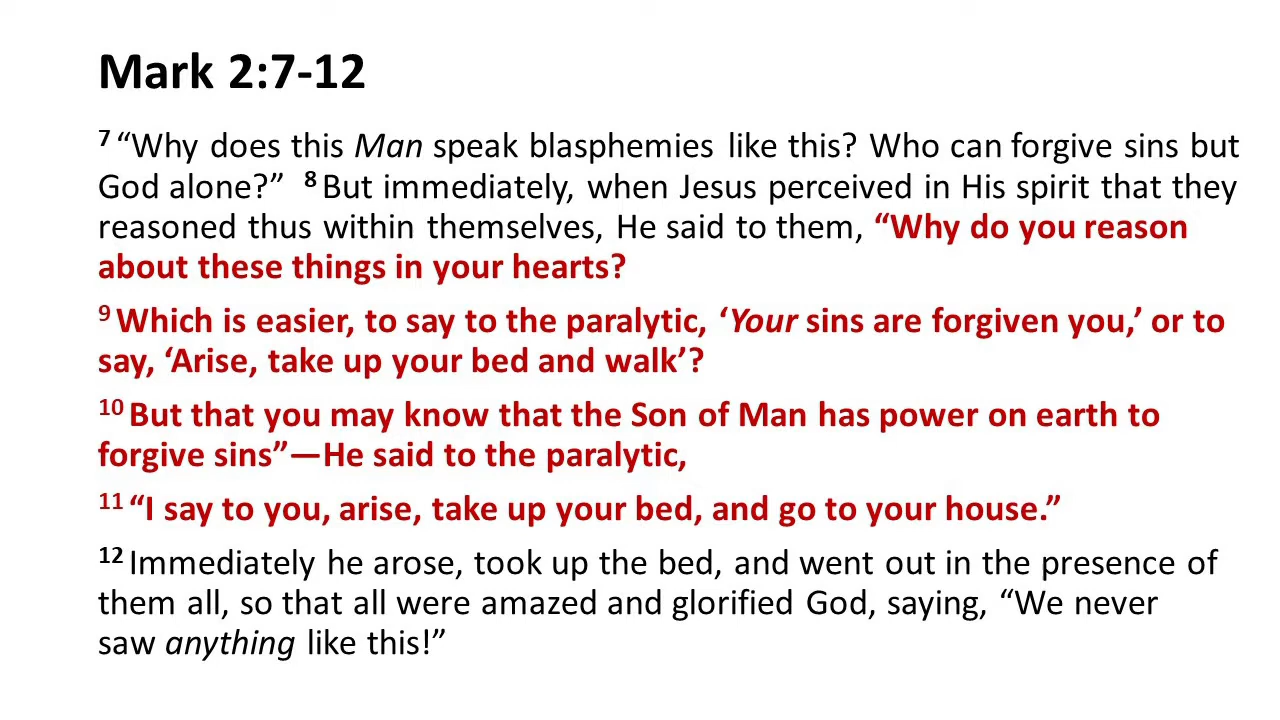 Mark 2:7-12
7 “Why does this Man speak blasphemies like this? Who can forgive sins but
God alone?” 8 But immediately, when Jesus perceived in His spirit that they
reasoned thus within themselves, He said to them, “Why do you reason
about these things in your hearts?
9 Which is easier, to say to the paralytic, ‘Your sins are forgiven you,’ or to
say, ‘Arise, take up your bed and walk’?
10 But that you may know that the Son of Man has power on earth to
forgive sins”—He said to the paralytic,
11 “I say to you, arise, take up your bed, and go to your house.”
12 Immediately he arose, took up the bed, and went out in the presence of
them all, so that all were amazed and glorified God, saying, “We never
saw anything like this!”